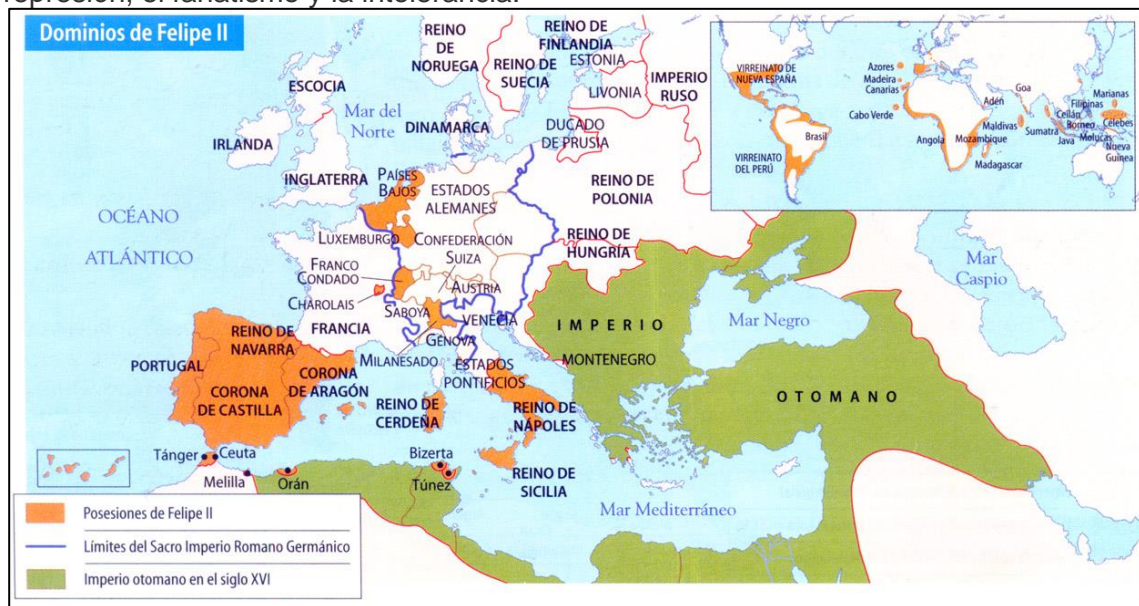 represión, el fanatismo y la intolerancia.
Dominios de Felipe II
REINO DE NORUEGA
REINO DE SUECIA
REINO DE FINLANDIA
ESTONIA
LIVONIA
IMPERIO RUSO
ESCOCIA
Mar del Norte
DINAMARCA
DUCADO DE PRUSIA
IRLANDA
INGLATERRA
PAÍSES BAJOS
ESTADOS ALEMANES
REINO DE POLONIA
OCÉANO ATLÁNTICO
LUXEMBURGO
CONFEDERACIÓN SUIZA
REINO DE HUNGRÍA
FRANCO CONDADO
AUSTRIA
CHAROLAIS
SABOYA
VENECIA
FRANCIA
GÉNOVA
MILANESADO
ESTADOS PONTIFICIOS
IMPERIO OTOMANO
MONTENEGRO
Mar Negro
Mar Caspio
PORTUGAL
REINO DE NAVARRA
CORONA DE CASTILLA
CORONA DE ARAGÓN
REINO DE CERDEÑA
REINO DE NÁPOLES
REINO DE SICILIA
Mar Mediterráneo
Tánger
Ceuta
Melilla
Orán
Bizerta
Túnez
VIRREINATO DE NUEVA ESPAÑA
VIRREINATO DEL PERÚ
Brasil
Azores
Madeira
Canarias
Cabo Verde
Angola
Mozambique
Madagascar
Adén
Goa
Maldivas
Ceilán
Sumatra
Java
Borneo
Molucas
Filipinas
Marianas
Célebes
Nueva Guinea
Posesiones de Felipe II
Límites del Sacro Imperio Romano Germánico
Imperio otomano en el siglo XVI